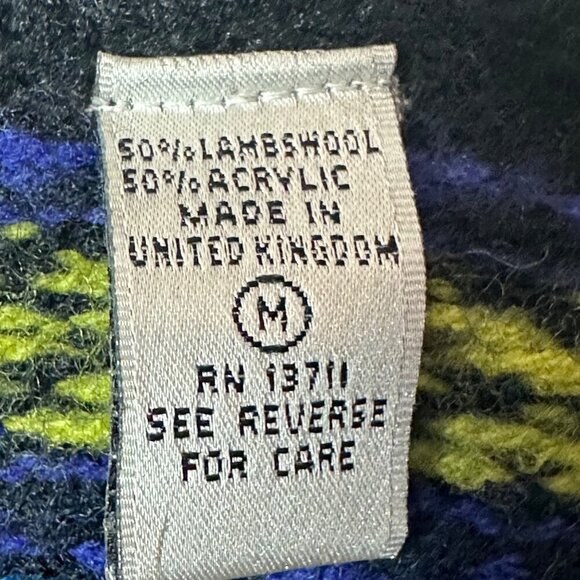 50% LAMBSWOOL
50% ACRYLIC
MADE IN
UNITED KINGDOM
M
RN 13711
SEE REVERSE
FOR CARE